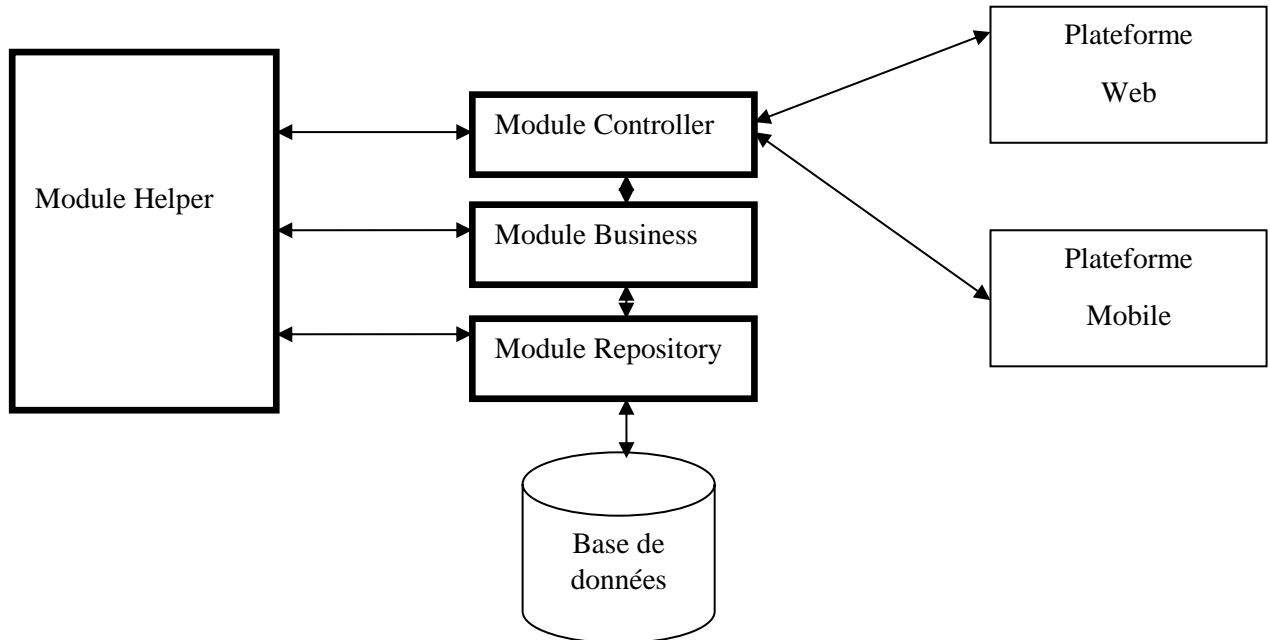 Plateforme
Web
Module Controller
Module Helper
Module Business
Plateforme
Mobile
Module Repository
Base de
données